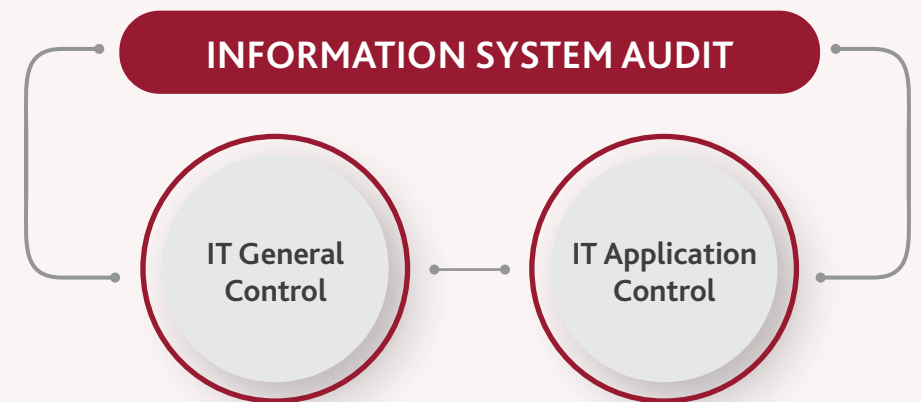 INFORMATION SYSTEM AUDIT
IT General
Control
IT Application
Control